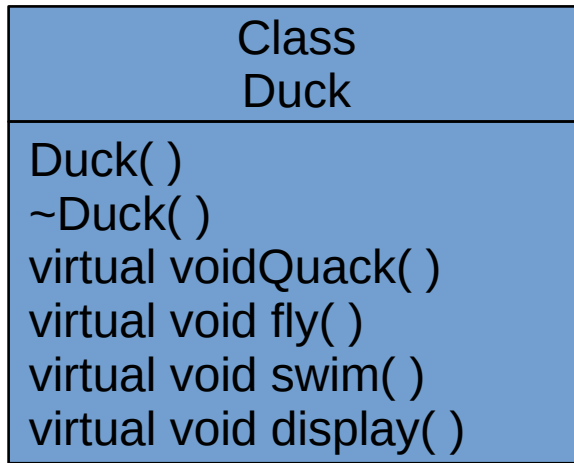 Class
Duck
Duck( )
~Duck( )
virtual voidQuack( )
virtual void fly( )
virtual void swim( )
virtual void display( )